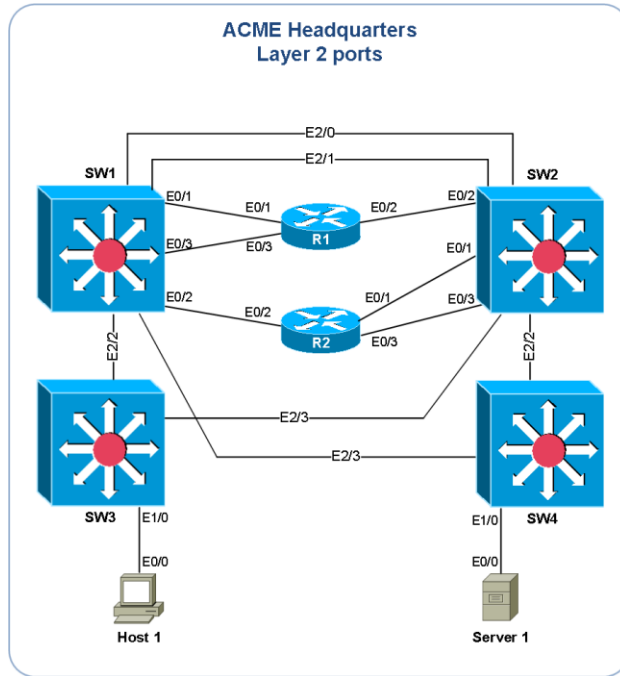 ACME Headquarters
Layer 2 ports
E2/0
E2/1
SW1
SW2
E0/1
E0/1
E0/2
E0/2
E0/3
E0/3
R1
E0/1
E0/2
E0/2
E0/1
E0/3
R2
E0/3
E2/2
E2/2
E2/3
E2/3
SW3
SW4
E1/0
E1/0
E0/0
E0/0
Host 1
Server 1